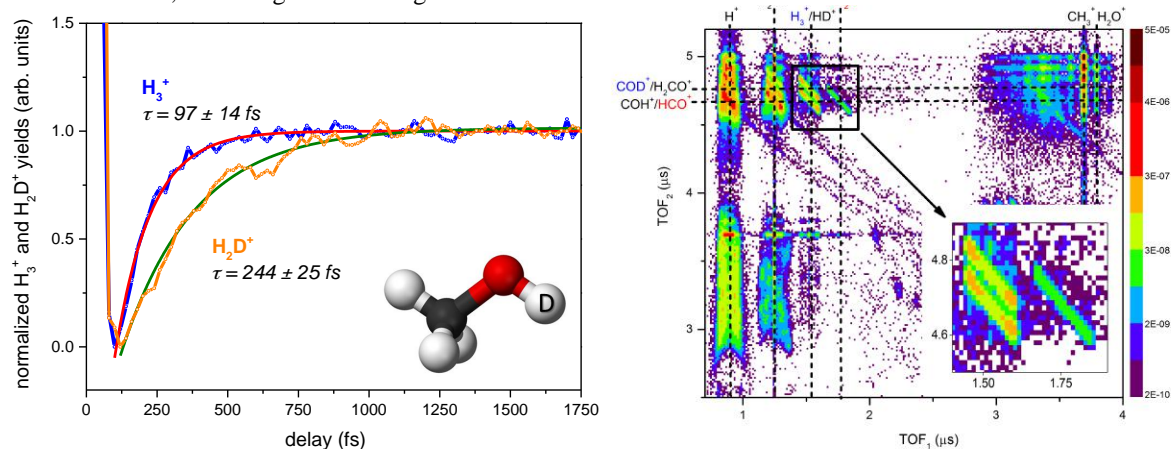 1.5
1.0
0.5
0.0
normalized H₃⁺ and H₂D⁺ yields (arb. units)
H₃⁺
τ = 97 ± 14 fs
H₂D⁺
τ = 244 ± 25 fs
D
0 250 500 750 1000 1250 1500 1750
delay (fs)
H⁺ H₃⁺/HD⁺ CH₃⁺ H₂O⁺
COD⁺/H₂CO⁺
COH⁺/HCO⁺
5
4
3
TOF₂ (μs)
4.8
4.6
1.50 1.75
1 2 3 4
TOF₁ (μs)
5E-05
4E-06
3E-07
3E-08
2E-09
2E-10